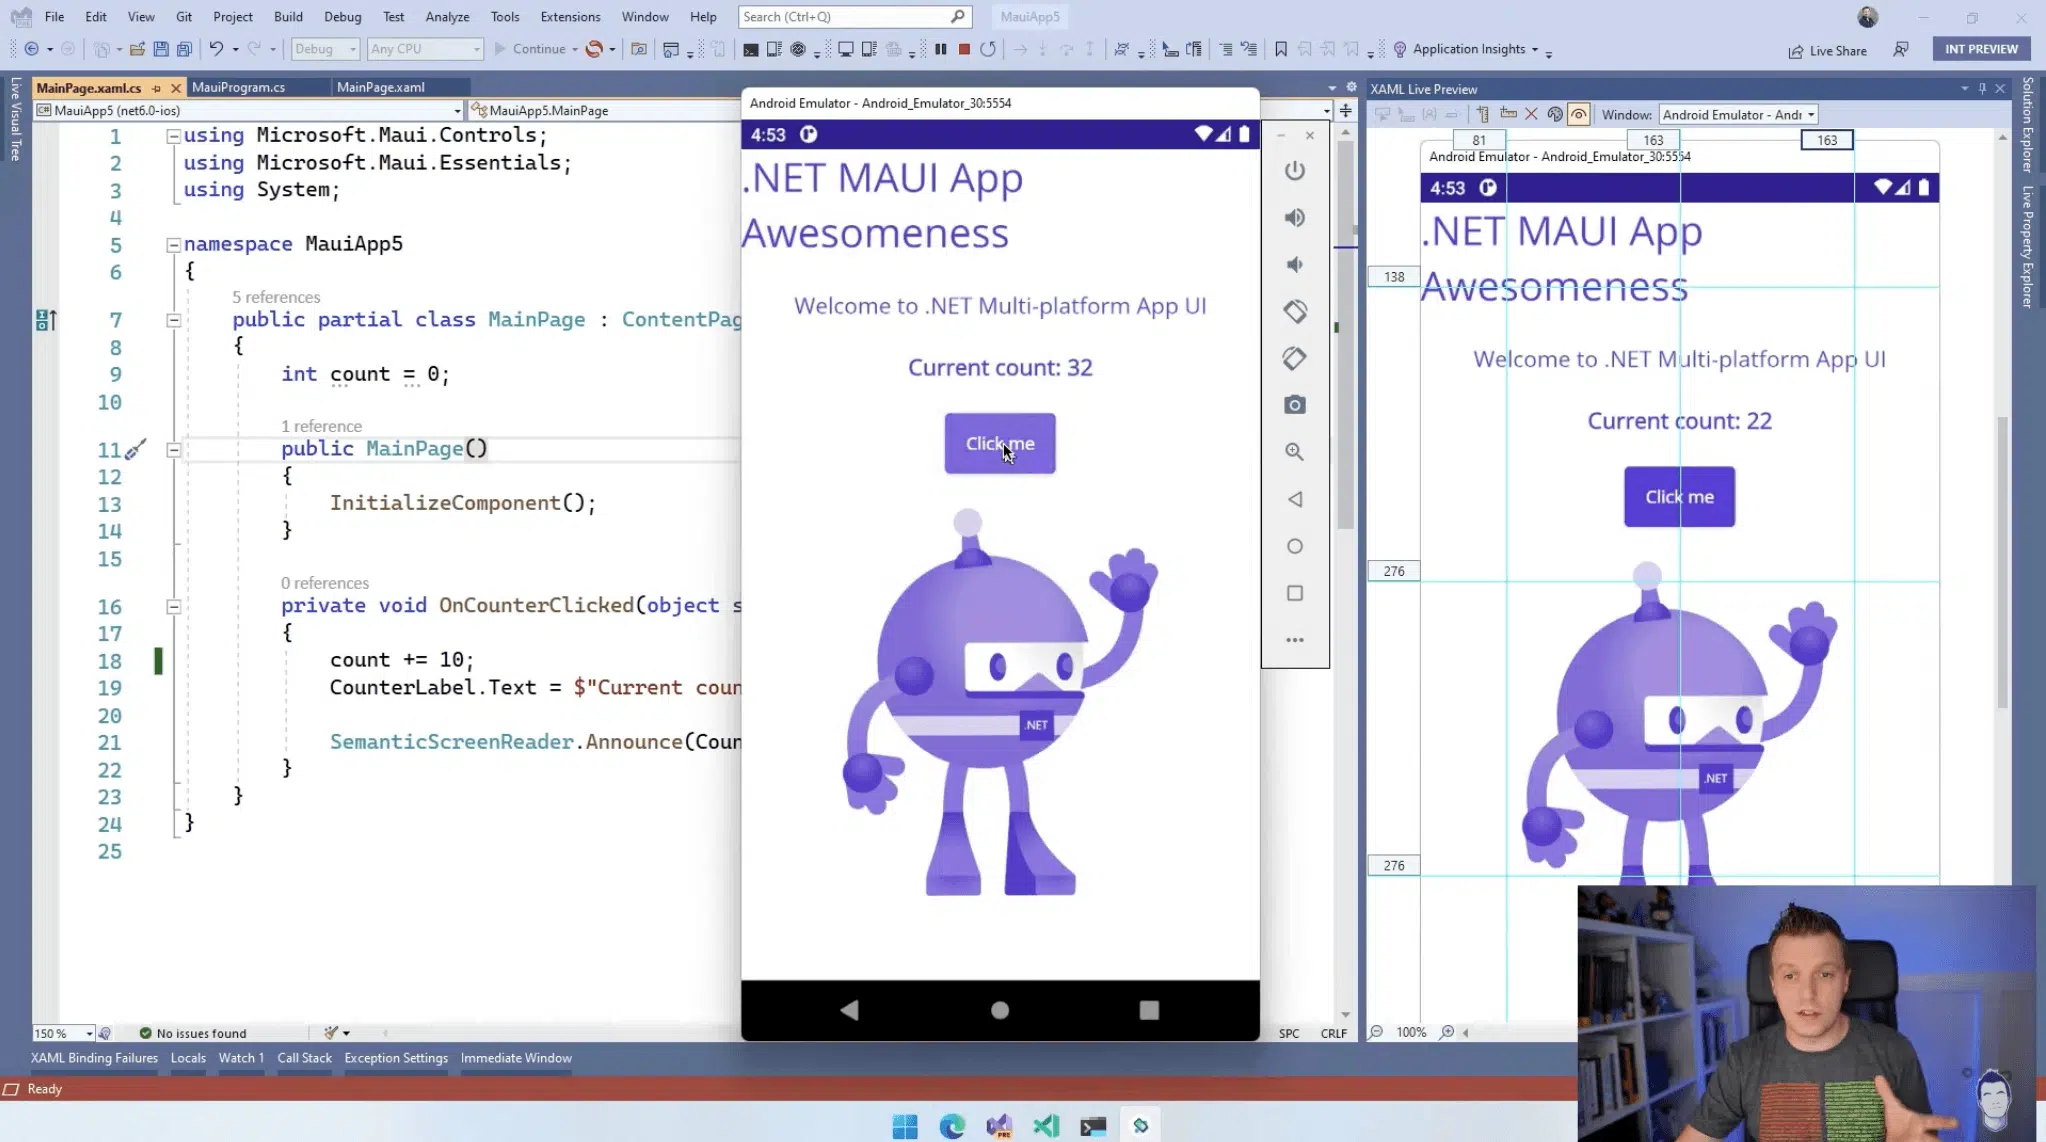 File Edit View Git Project Build Debug Test Analyze Tools Extensions Window Help Search (Ctrl+Q) MauiApp5
Debug Any CPU Continue Application Insights Live Share INT PREVIEW
Live Visual Tree
MainPage.xaml.cs MauiProgram.cs MainPage.xaml
MauiApp5 (net6.0-ios) MauiApp5.MainPage
1 using Microsoft.Maui.Controls;
2 using Microsoft.Maui.Essentials;
3 using System;
4
5 namespace MauiApp5
6 {
5 references
7 public partial class MainPage : ContentPag
8 {
9 int count = 0;
10
1 reference
11 public MainPage()
12 {
13 InitializeComponent();
14 }
15
0 references
16 private void OnCounterClicked(object s
17 {
18 count += 10;
19 CounterLabel.Text = $"Current coun
20
21 SemanticScreenReader.Announce(Coun
22 }
23 }
24 }
25
150 % No issues found SPC CRLF
XAML Binding Failures Locals Watch 1 Call Stack Exception Settings Immediate Window
Ready
Android Emulator - Android_Emulator_30:5554
4:53
.NET MAUI App
Awesomeness
Welcome to .NET Multi-platform App UI
Current count: 32
Click me
.NET
XAML Live Preview
Window: Android Emulator - Andr
81 163 163
Android Emulator - Android_Emulator_30:5554
4:53
.NET MAUI App
138
Awesomeness
Welcome to .NET Multi-platform App UI
Current count: 22
Click me
276
.NET
276
100%
Solution Explorer
Live Property Explorer
PRE